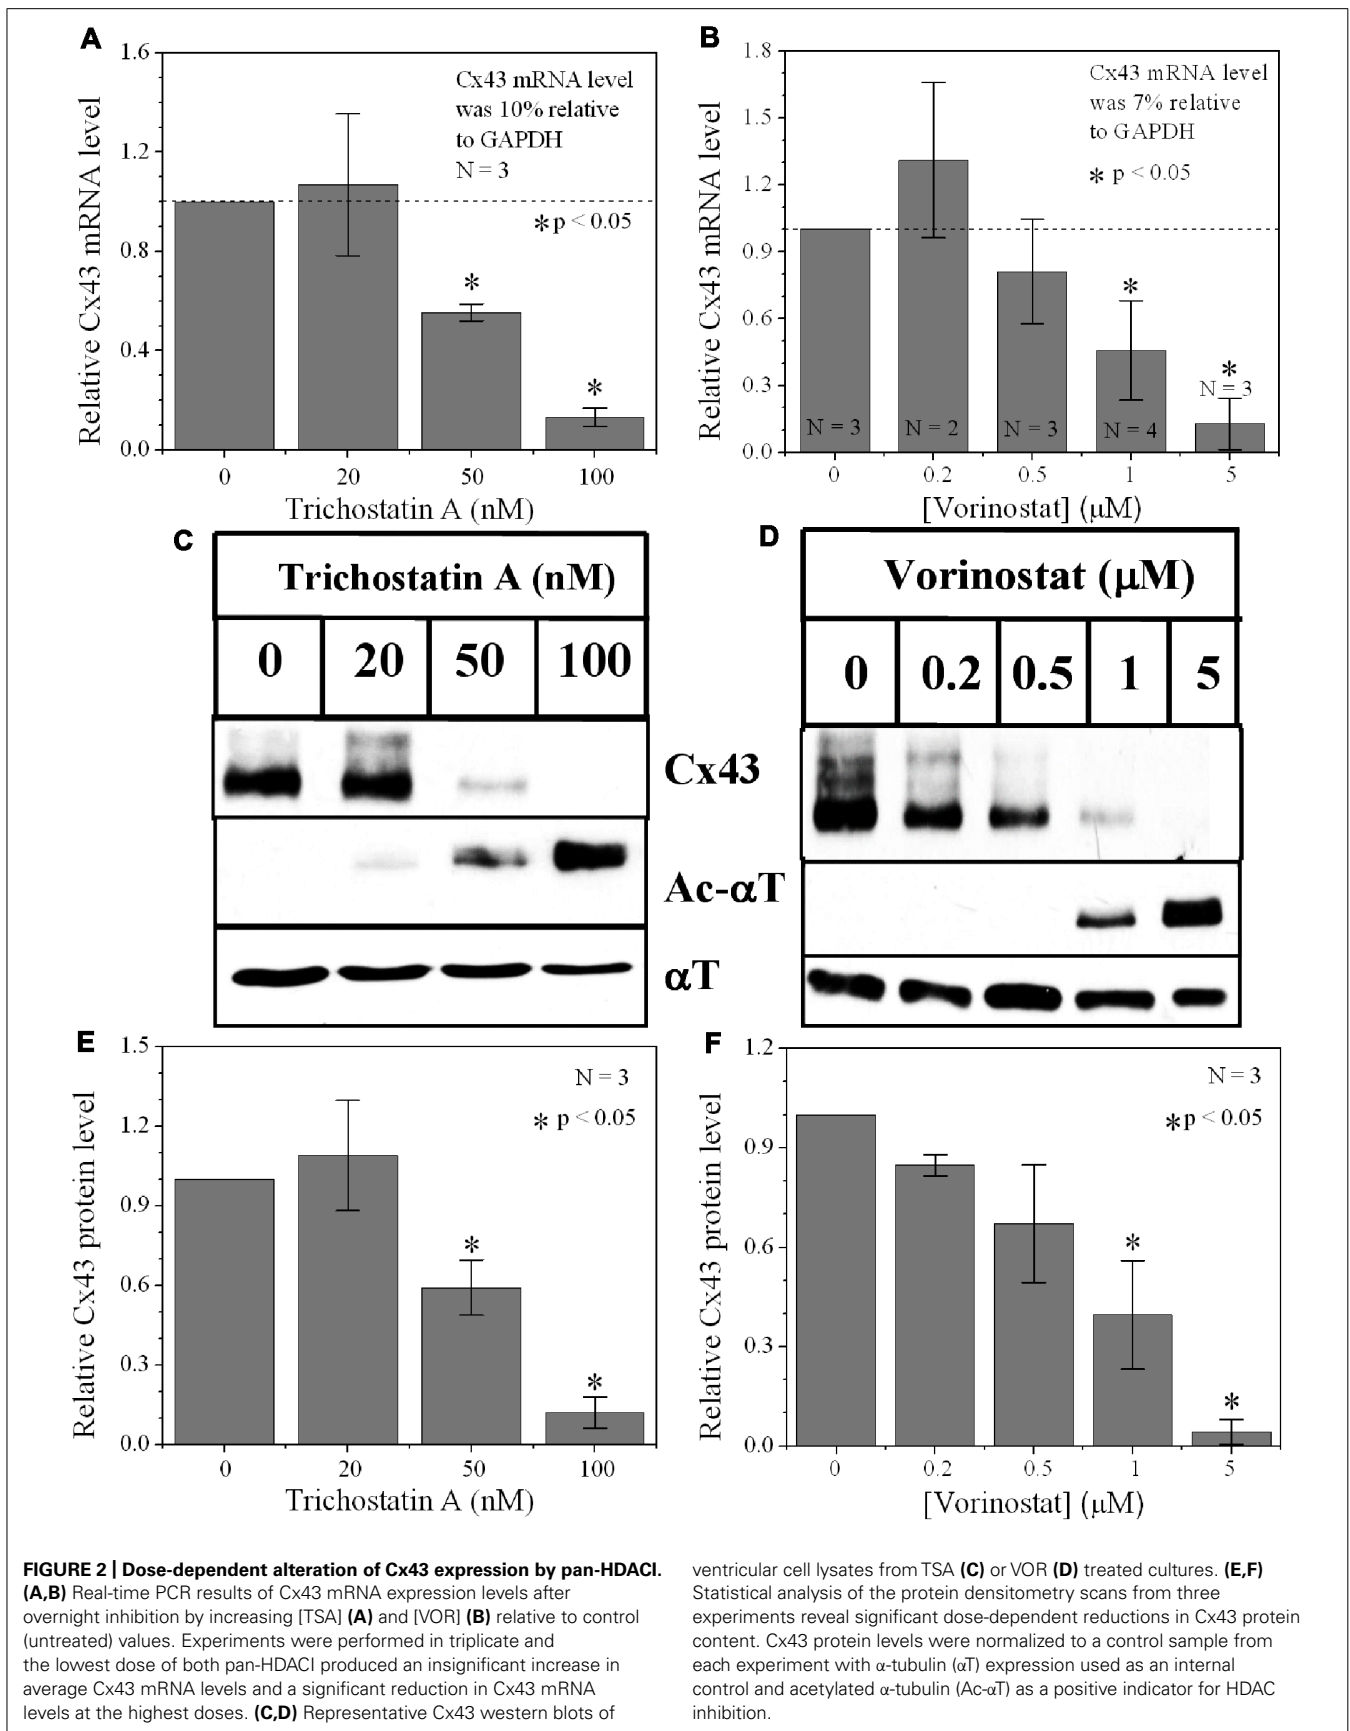 A
1.6
1.2
0.8
0.4
0.0
Relative Cx43 mRNA level
Cx43 mRNA level
was 10% relative
to GAPDH
N = 3
* p < 0.05
*
*
0
20
50
100
Trichostatin A (nM)
B
1.8
1.5
1.2
0.9
0.6
0.3
0.0
Relative Cx43 mRNA level
Cx43 mRNA level
was 7% relative
to GAPDH
* p < 0.05
*
*
N = 3
N = 2
N = 3
N = 4
N = 3
0
0.2
0.5
1
5
[Vorinostat] (μM)
C
Trichostatin A (nM)
0
20
50
100
Cx43
Ac-αT
αT
D
Vorinostat (μM)
0
0.2
0.5
1
5
E
1.5
1.2
0.9
0.6
0.3
0.0
Relative Cx43 protein level
N = 3
* p < 0.05
*
*
0
20
50
100
Trichostatin A (nM)
F
1.2
0.9
0.6
0.3
0.0
Relative Cx43 protein level
N = 3
* p < 0.05
*
*
0
0.2
0.5
1
5
[Vorinostat] (μM)
FIGURE 2 | Dose-dependent alteration of Cx43 expression by pan-HDACI.
(A,B) Real-time PCR results of Cx43 mRNA expression levels after
overnight inhibition by increasing [TSA] (A) and [VOR] (B) relative to control
(untreated) values. Experiments were performed in triplicate and
the lowest dose of both pan-HDACI produced an insignificant increase in
average Cx43 mRNA levels and a significant reduction in Cx43 mRNA
levels at the highest doses. (C,D) Representative Cx43 western blots of
ventricular cell lysates from TSA (C) or VOR (D) treated cultures. (E,F)
Statistical analysis of the protein densitometry scans from three
experiments reveal significant dose-dependent reductions in Cx43 protein
content. Cx43 protein levels were normalized to a control sample from
each experiment with α-tubulin (αT) expression used as an internal
control and acetylated α-tubulin (Ac-αT) as a positive indicator for HDAC
inhibition.